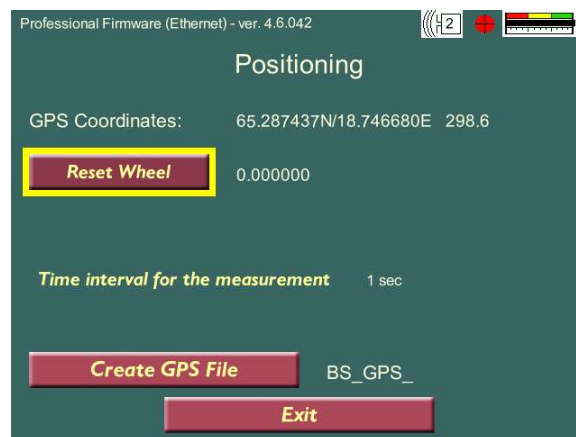 Professional Firmware (Ethernet) - ver. 4.6.042
2
Positioning
GPS Coordinates: 65.287437N/18.746680E 298.6
Reset Wheel 0.000000
Time interval for the measurement 1 sec
Create GPS File BS_GPS_
Exit